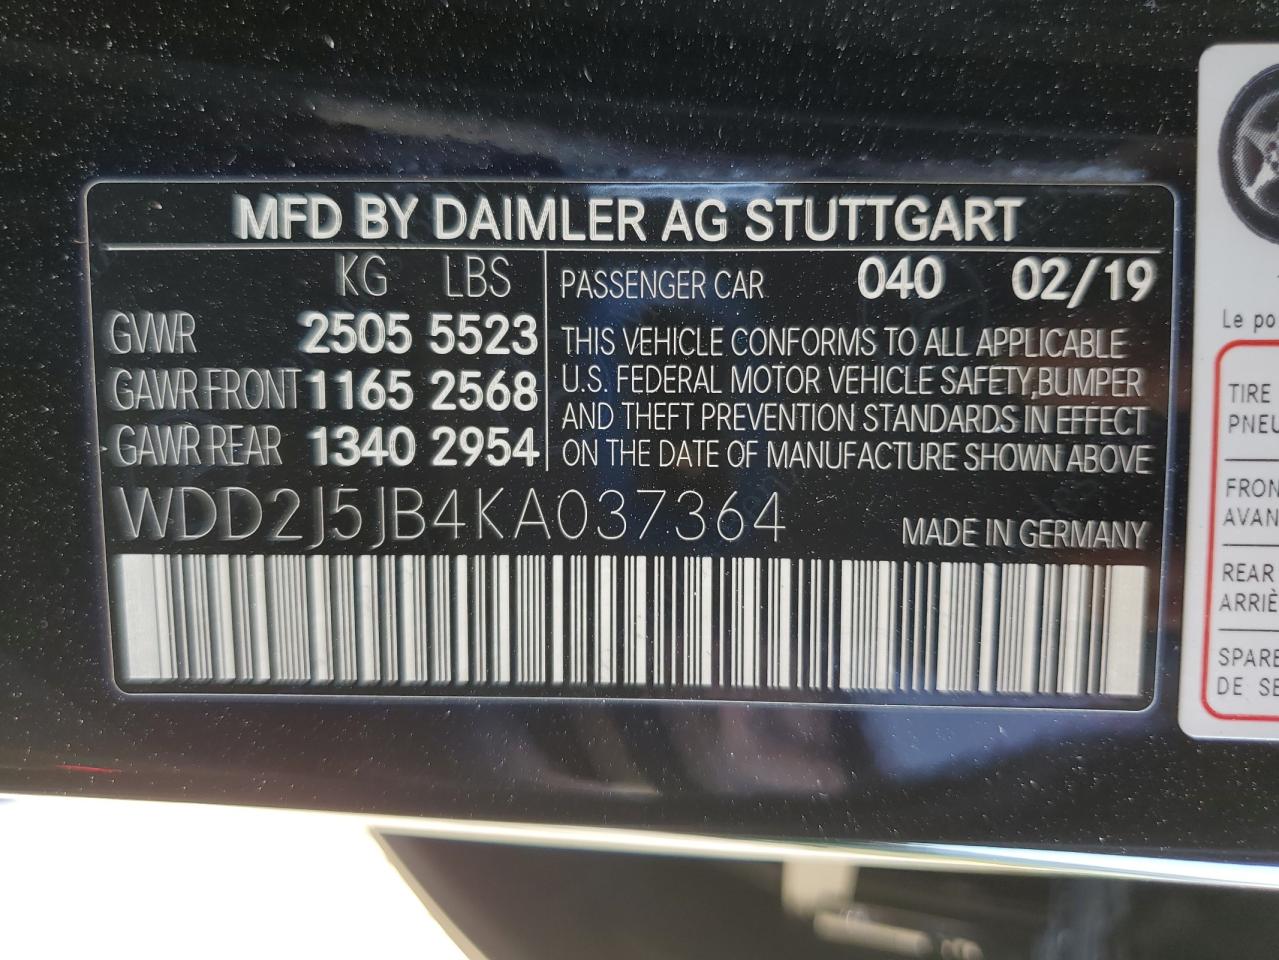 MFD BY DAIMLER AG STUTTGART
KG LBS
GVWR 2505 5523
GAWR FRONT 1165 2568
GAWR REAR 1340 2954
PASSENGER CAR 040 02/19
THIS VEHICLE CONFORMS TO ALL APPLICABLE
U.S. FEDERAL MOTOR VEHICLE SAFETY,BUMPER
AND THEFT PREVENTION STANDARDS IN EFFECT
ON THE DATE OF MANUFACTURE SHOWN ABOVE
WDD2J5JB4KA037364
MADE IN GERMANY
Le po
TIRE
PNEU
FRON
AVAN
REAR
ARRIÈ
SPARE
DE SE